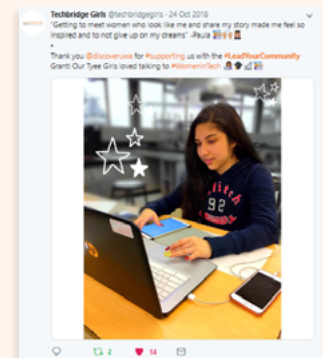 Techbridge Girls @techbridgegirls · 24 Oct 2018
"Getting to meet women who look like me and share my story made me feel so
inspired and to not give up on my dreams" -Paula
•
Thank you @discoveruwa for #supporting us with the #LeadYourCommunity
Grant! Our Tyee Girls loved talking to #WomeninTech
92
2
14